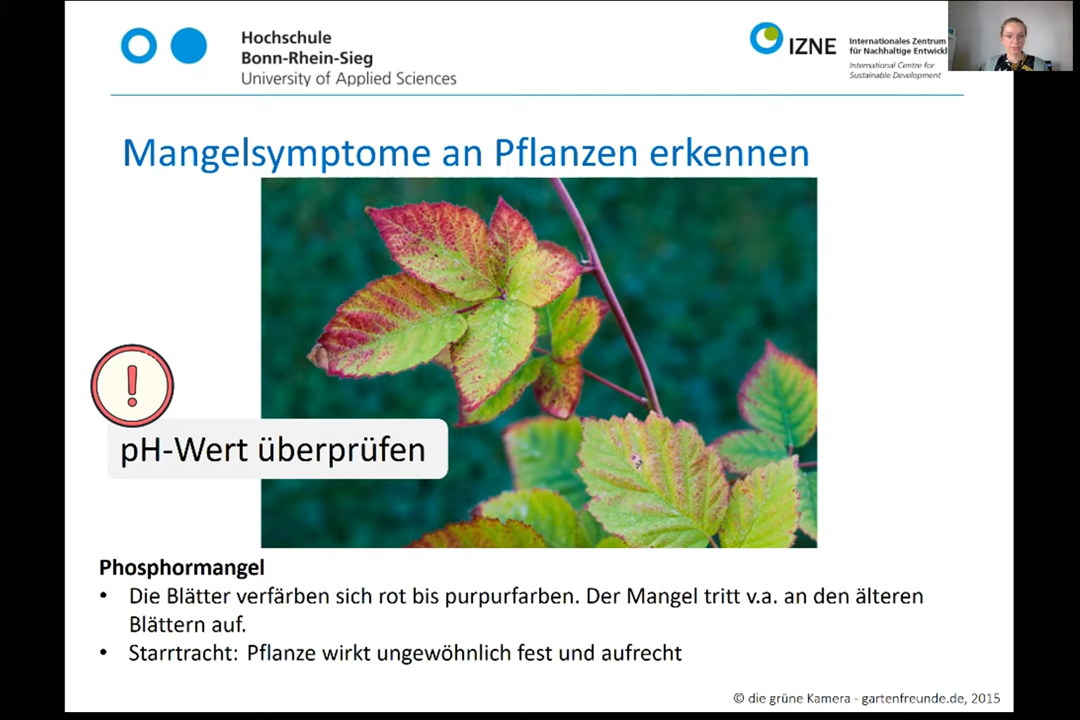 Hochschule
Bonn-Rhein-Sieg
University of Applied Sciences
IZNE
Internationales Zentrum
für Nachhaltige Entwickl
International Centre for
Sustainable Development
Mangelsymptome an Pflanzen erkennen
!
pH-Wert überprüfen
Phosphormangel
• Die Blätter verfärben sich rot bis purpurfarben. Der Mangel tritt v.a. an den älteren
Blättern auf.
• Starrtracht: Pflanze wirkt ungewöhnlich fest und aufrecht
© die grüne Kamera - gartenfreunde.de, 2015